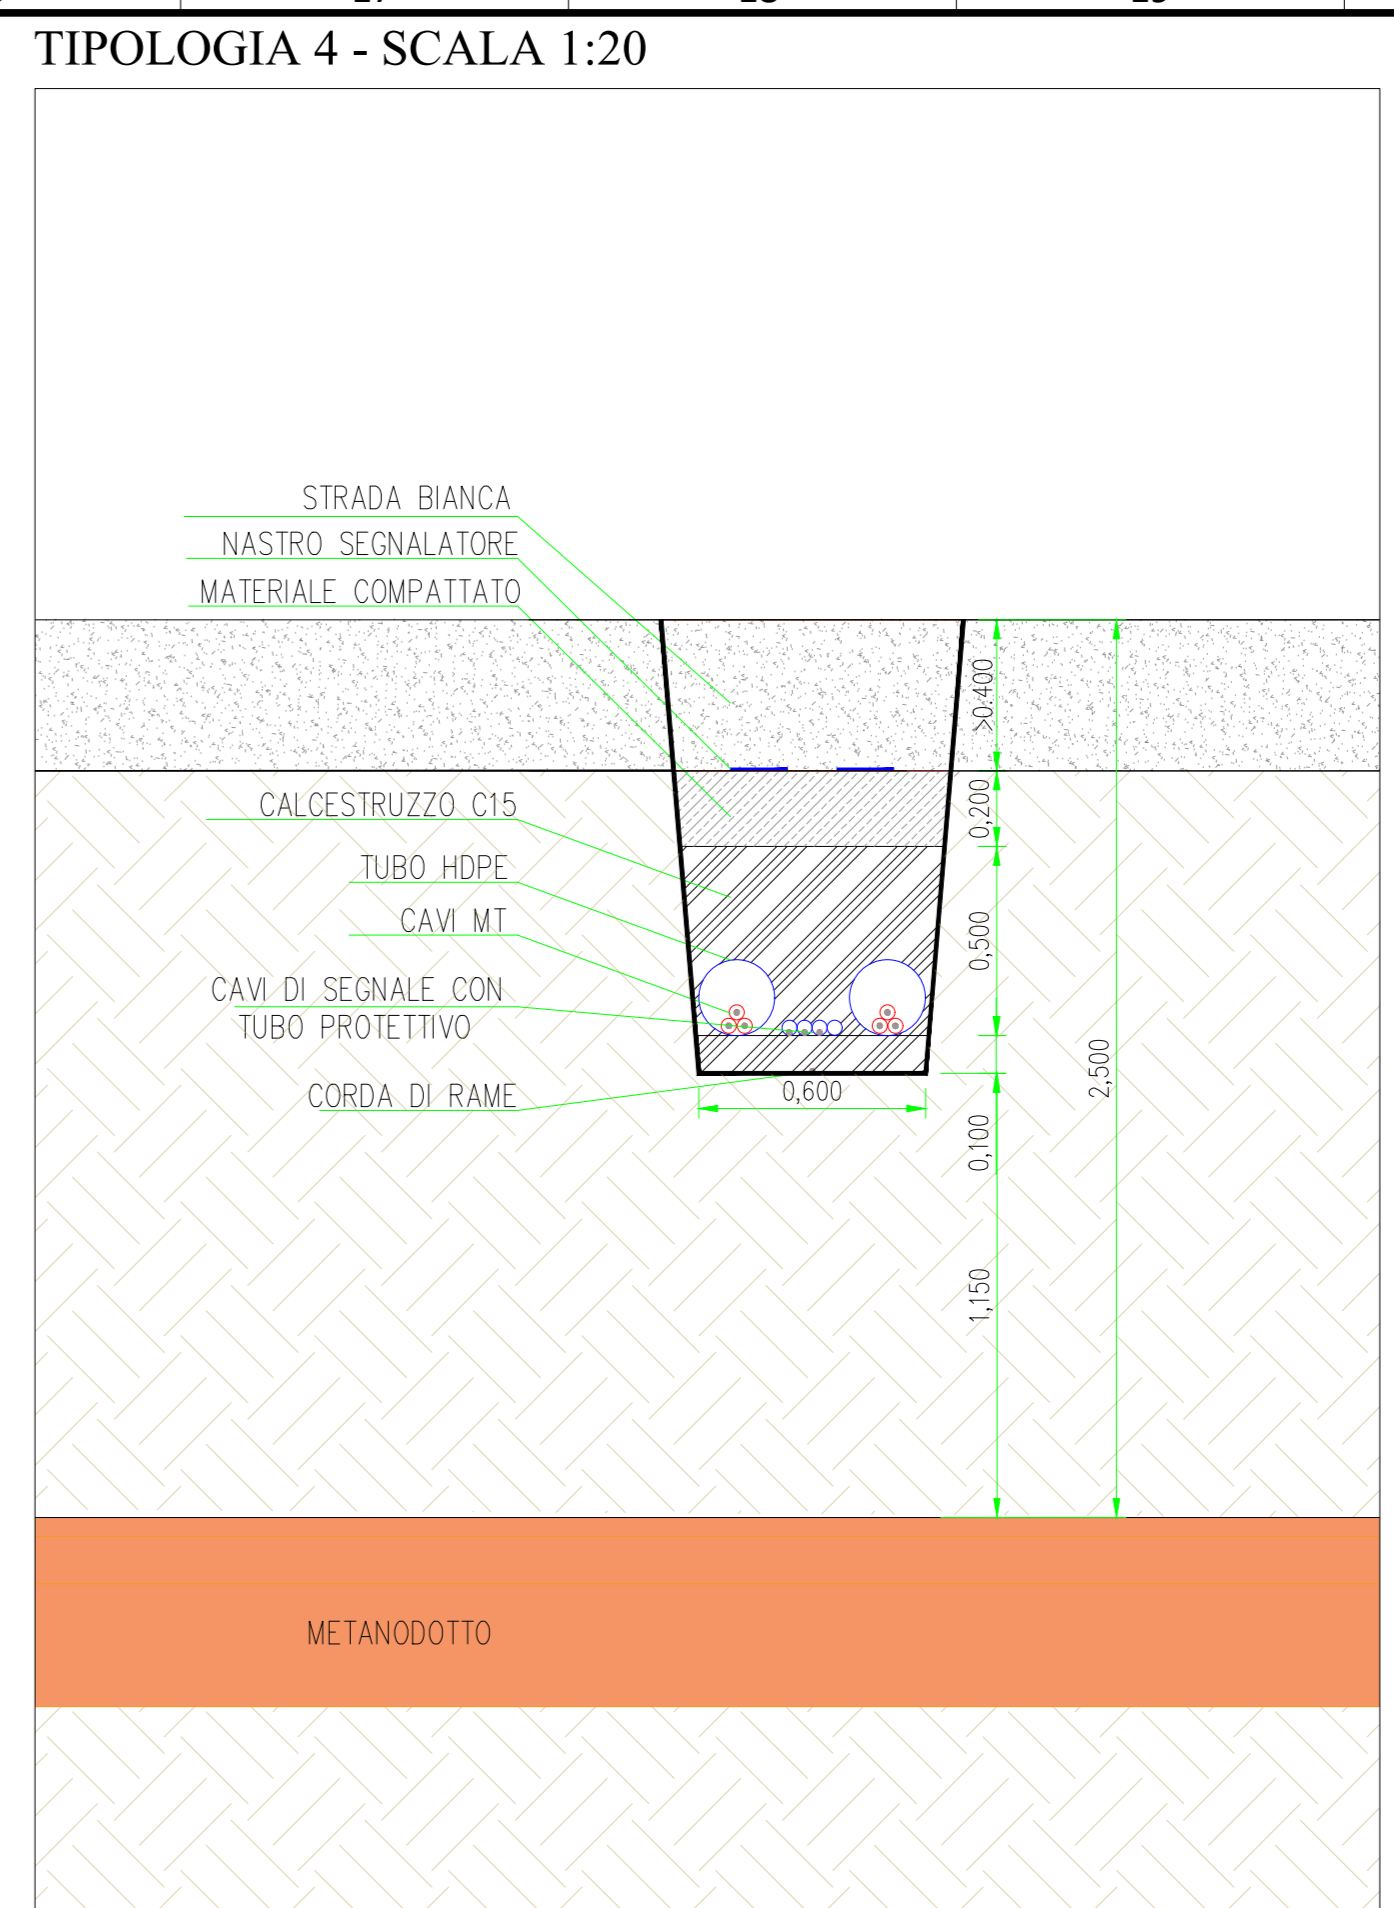 TIPOLOGIA 4 - SCALA 1:20
STRADA BIANCA
NASTRO SEGNALATORE
MATERIALE COMPATTATO
>0.400
CALCESTRUZZO C15
0,200
TUBO HDPE
CAVI MT
0,500
CAVI DI SEGNALE CON
TUBO PROTETTIVO
CORDA DI RAME
0,600
2,500
0,100
1,150
METANODOTTO